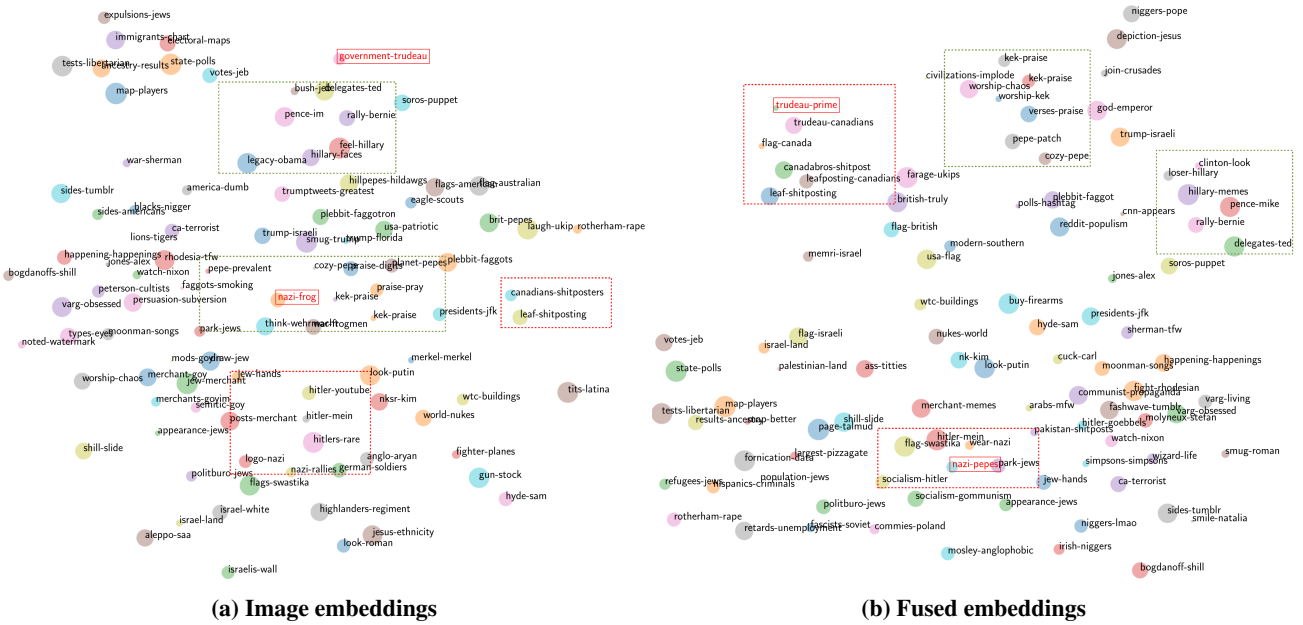 expulsions-jews
immigrants-chart
electoral-maps
government-trudeau
tests-libertarian
ancestry-results
state-polls
votes-jeb
map-players
bush-jeb
delegates-ted
soros-puppet
pence-im
rally-bernie
feel-hillary
legacy-obama
hillary-faces
war-sherman
sides-tumblr
america-dumb
hillpepes-hildawgs
flags-american
flag-australian
trumptweets-greatest
eagle-scouts
blacks-nigger
sides-americans
plebbit-faggotron
ca-terrorist
usa-patriotic
brit-pepes
laugh-ukip
rotherham-rape
lions-tigers
trump-israeli
smug-trump
trump-florida
happening-happenings
jones-alex
rhodesia-tfw
pepe-prevalent
cozy-pepe
praise-digits
planet-pepes
plebbit-faggots
bogdanoffs-shill
watch-nixon
peterson-cultists
faggots-smoking
praise-pray
canadians-shitposters
varg-obsessed
persuasion-subversion
nazi-frog
kek-praise
kek-praise
presidents-jfk
leaf-shitposting
types-eyes
moonman-songs
park-jews
think-wehrmacht
war-frogmen
noted-watermark
mods-goyim
draw-jew
merkel-merkel
worship-chaos
merchant-goy
jew-merchant
jew-hands
look-putin
tits-latina
hitler-youtube
merchants-goyim
semitic-goy
nksr-kim
wtc-buildings
posts-merchant
hitler-mein
world-nukes
appearance-jews
shill-slide
hitlers-rare
fighter-planes
logo-nazi
anglo-aryan
politburo-jews
nazi-rallies
german-soldiers
flags-swastika
gun-stock
hyde-sam
israel-white
highlanders-regiment
israel-land
aleppo-saa
jesus-ethnicity
look-roman
israelis-wall
(a) Image embeddings
niggers-pope
depiction-jesus
kek-praise
join-crusades
civilizations-implode
kek-praise
worship-chaos
worship-kek
trudeau-prime
verses-praise
god-emperor
trudeau-canadians
flag-canada
pepe-patch
trump-israeli
cozy-pepe
clinton-look
canadabros-shitpost
loser-hillary
leafposting-canadians
farage-ukips
leaf-shitposting
british-truly
polls-hashtag
plebbit-faggot
hillary-memes
pence-mike
cnn-appears
flag-british
reddit-populism
rally-bernie
modern-southern
delegates-ted
memri-israel
usa-flag
soros-puppet
jones-alex
wtc-buildings
buy-firearms
presidents-jfk
hyde-sam
sherman-tfw
votes-jeb
flag-israeli
israel-land
nukes-world
state-polls
palestinian-land
ass-titties
nk-kim
look-putin
cuck-carl
moonman-songs
happening-happenings
fight-rhodesian
communist-propaganda
varg-living
map-players
tests-libertarian
merchant-memes
arabs-mfw
fashwave-tumblr
varg-obsessed
results-ancestry
shill-slide
page-talmud
hitler-goebbels
molyneux-stefan
pakistan-shitposts
watch-nixon
hitler-mein
flag-swastika
wear-nazi
largest-pizzagate
fornication-data
nazi-pepes
park-jews
simpsons-simpsons
wizard-life
smug-roman
population-jews
socialism-hitler
jew-hands
ca-terrorist
refugees-jews
hispanics-criminals
socialism-gommunism
appearance-jews
politburo-jews
sides-tumblr
smile-natalia
rotherham-rape
retards-unemployment
fascists-soviet
commies-poland
niggers-lmao
mosley-anglophobic
irish-niggers
bogdanoff-shill
(b) Fused embeddings